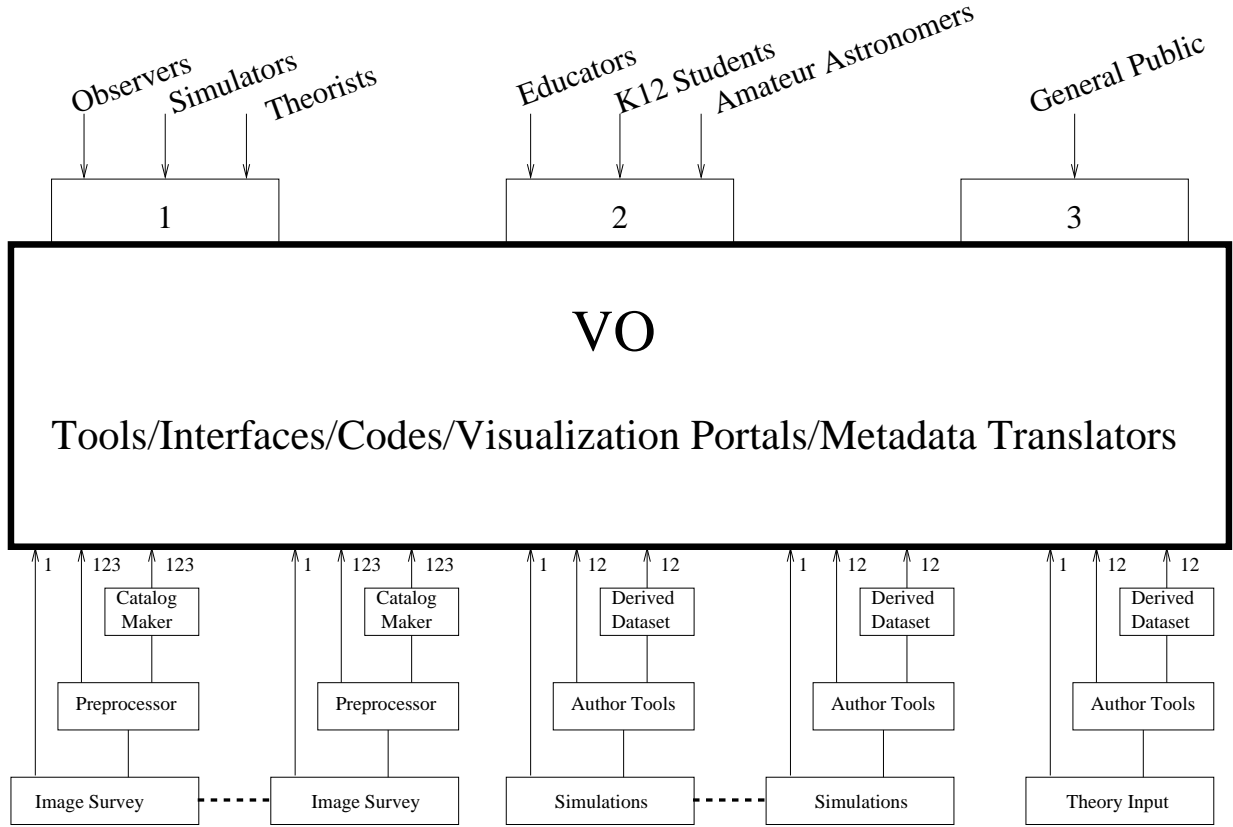 Observers
Simulators
Theorists
Educators
K12 Students
Amateur Astronomers
General Public
1
2
3
VO
Tools/Interfaces/Codes/Visualization Portals/Metadata Translators
1
123
123
1
123
123
1
12
12
1
12
12
1
12
12
Catalog
Maker
Catalog
Maker
Derived
Dataset
Derived
Dataset
Derived
Dataset
Preprocessor
Preprocessor
Author Tools
Author Tools
Author Tools
Image Survey
Image Survey
Simulations
Simulations
Theory Input